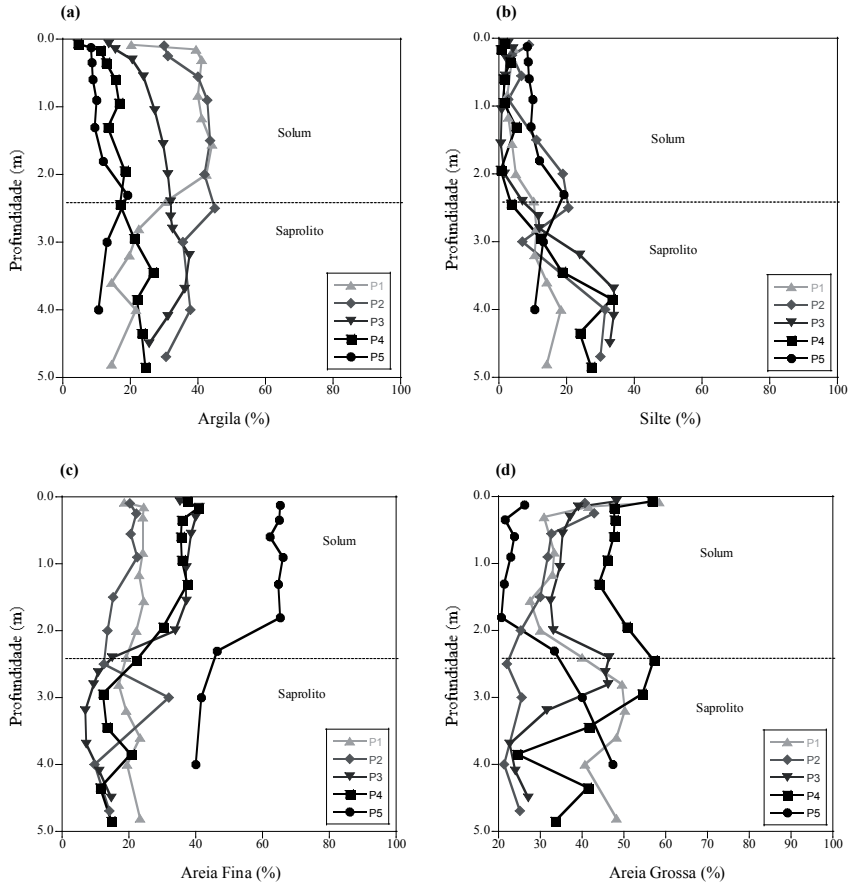 (a)
0.0
1.0
2.0
3.0
4.0
5.0
Profundidade (m)
Solum
Saprolito
P1
P2
P3
P4
P5
0 20 40 60 80 100
Argila (%)
(b)
0.0
1.0
2.0
3.0
4.0
5.0
Profundidade (m)
Solum
Saprolito
P1
P2
P3
P4
P5
0 20 40 60 80 100
Silte (%)
(c)
0.0
1.0
2.0
3.0
4.0
5.0
Profundidade (m)
Solum
Saprolito
P1
P2
P3
P4
P5
0 20 40 60 80 100
Areia Fina (%)
(d)
0.0
1.0
2.0
3.0
4.0
5.0
Profundidade (m)
Solum
Saprolito
P1
P2
P3
P4
P5
20 30 40 50 60 70 80 90 100
Areia Grossa (%)